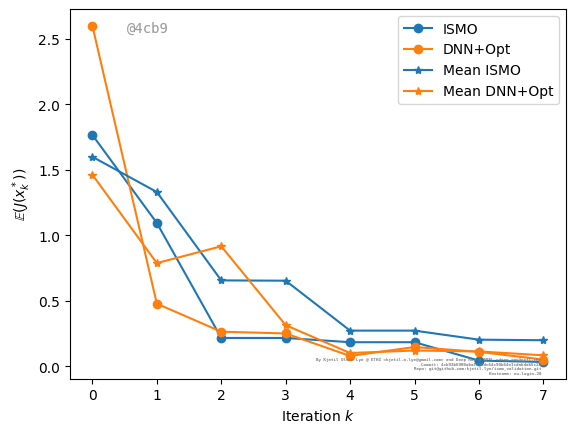 @4cb9
ISMO
DNN+Opt
Mean ISMO
Mean DNN+Opt
2.5
2.0
1.5
1.0
0.5
0.0
𝔼(J(x*ₖ))
0 1 2 3 4 5 6 7
Iteration k